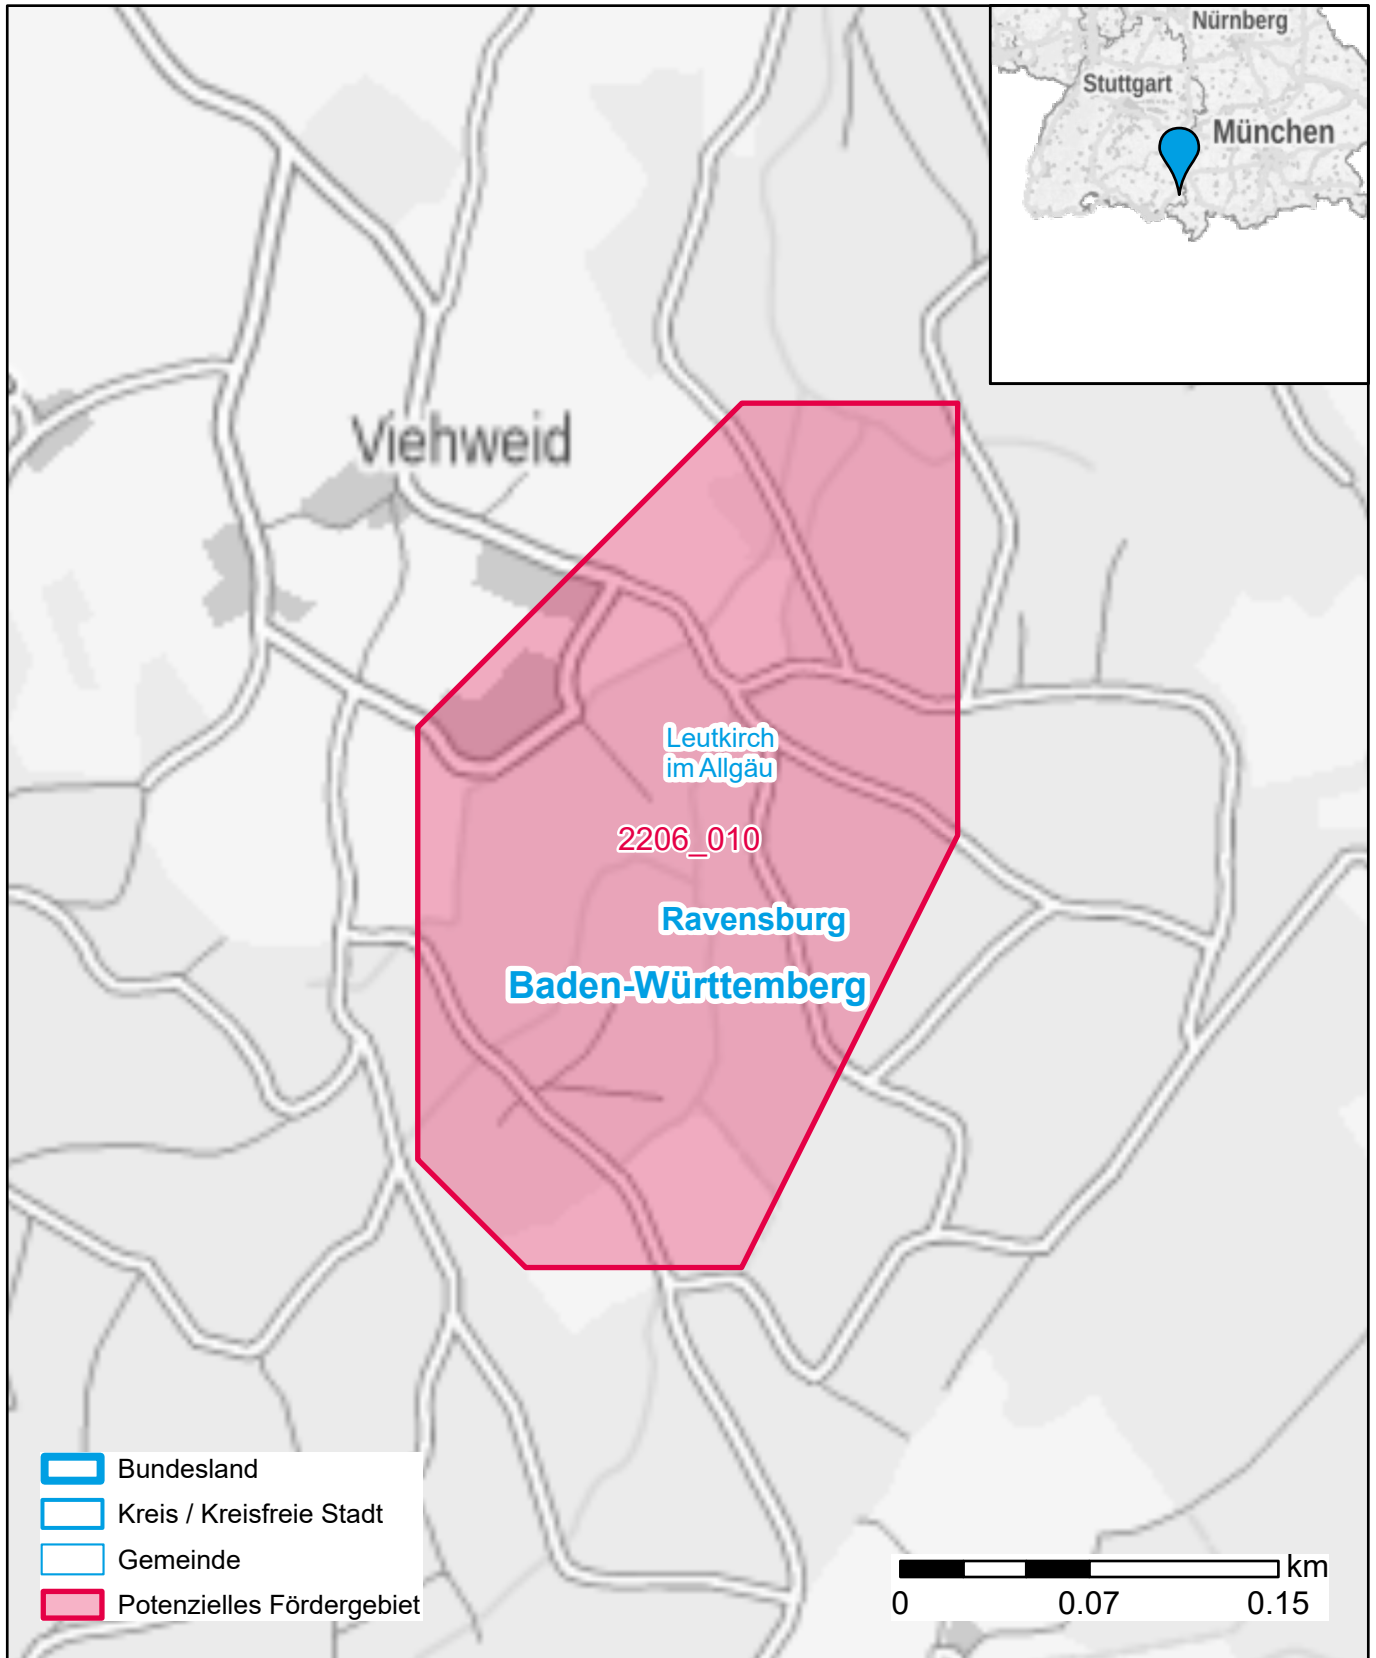 Nürnberg
Stuttgart
München
Viehweid
Leutkirch
im Allgäu
2206_010
Ravensburg
Baden-Württemberg
Bundesland
Kreis / Kreisfreie Stadt
Gemeinde
Potenzielles Fördergebiet
km
0 0.07 0.15